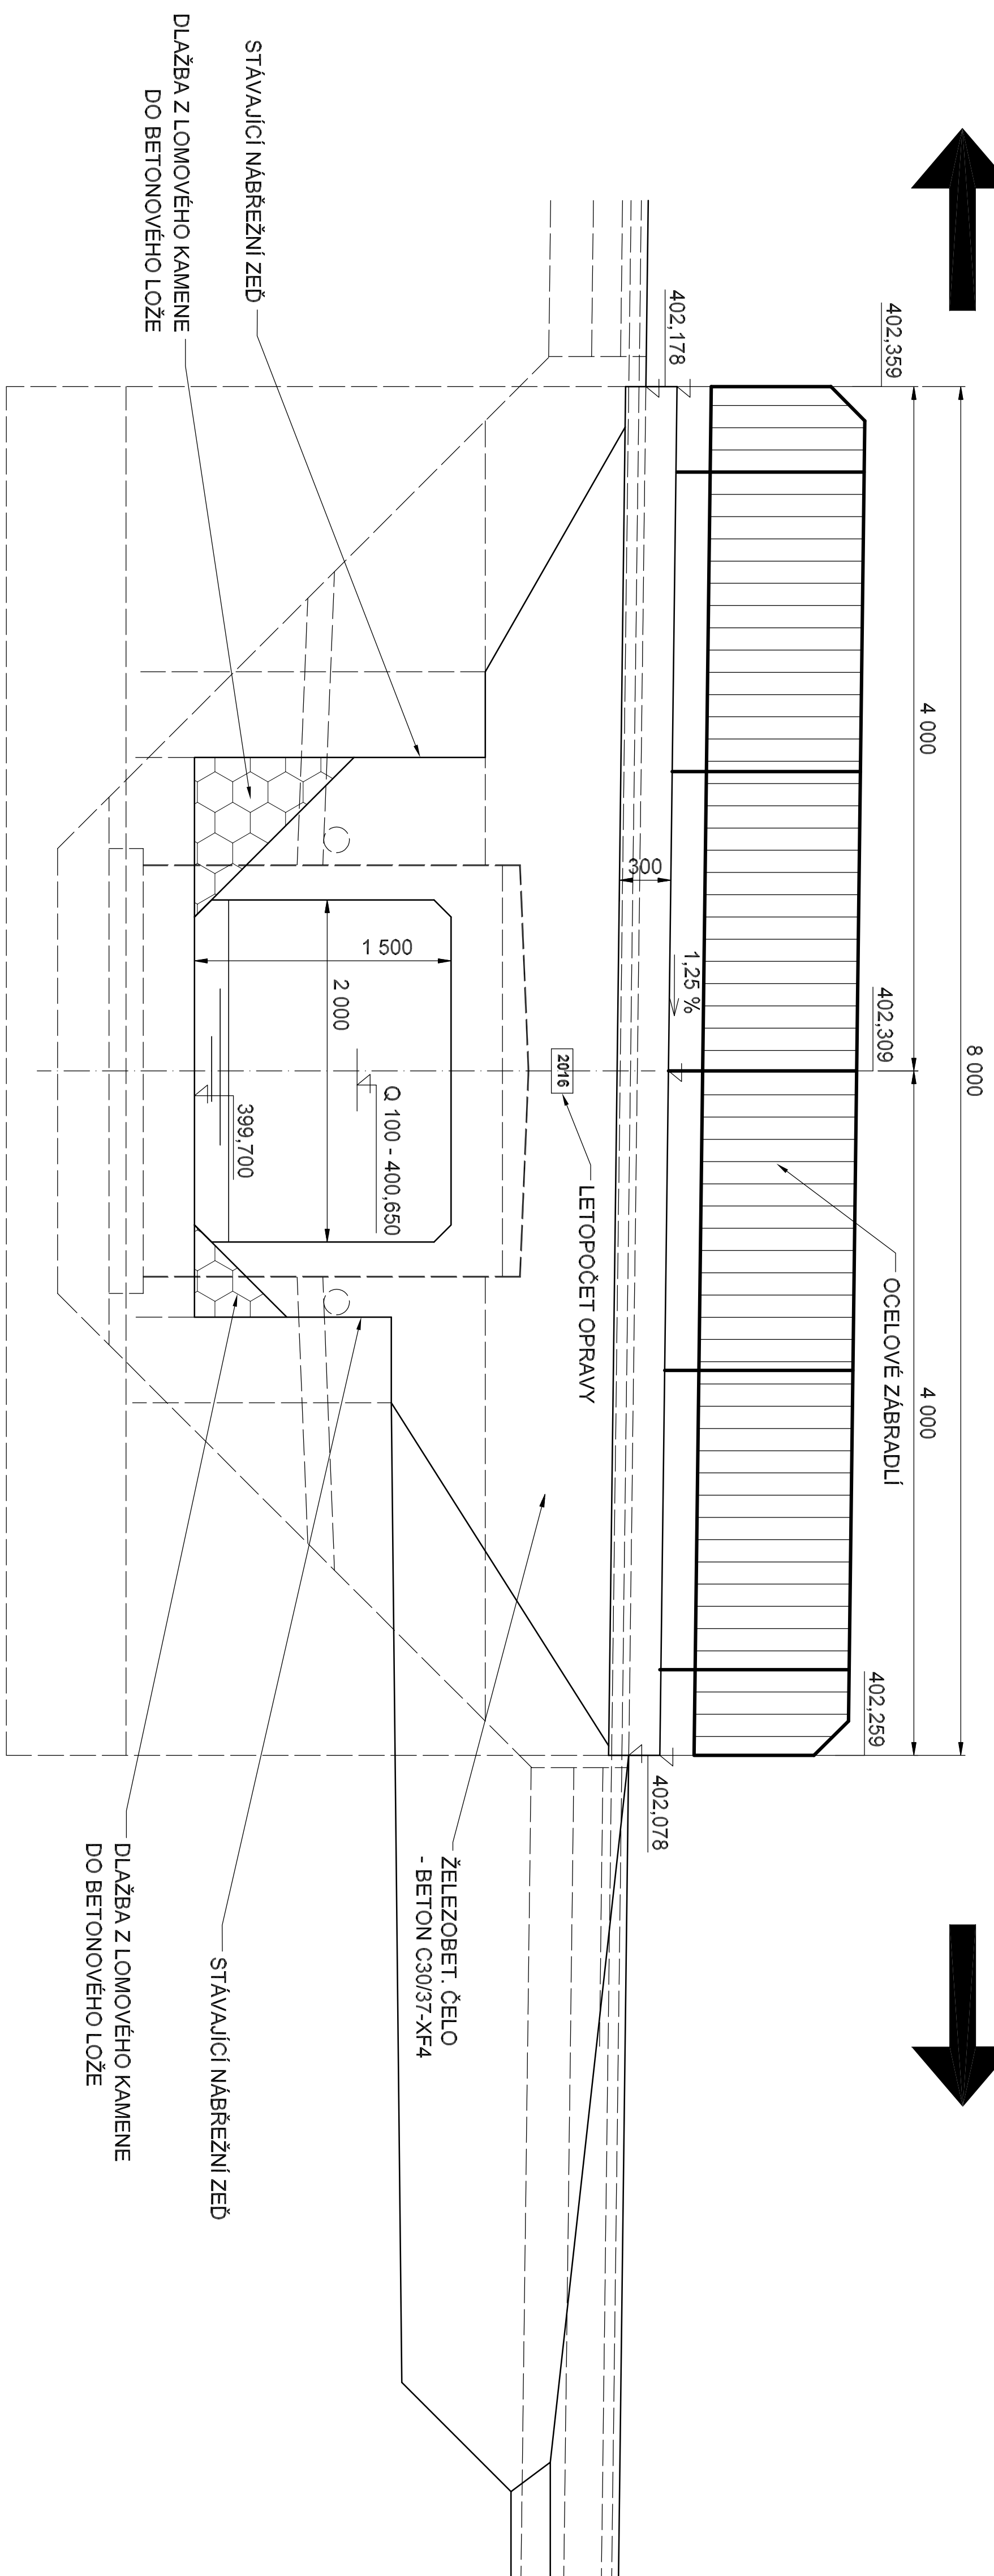 8 000
4 000
4 000
402,359
402,309
402,259
OCELOVÉ ZÁBRADLÍ
402,178
1,25 %
300
402,078
2016
LETOPOČET OPRAVY
Q 100 - 400,650
1 500
2 000
399,700
STÁVAJÍCÍ NÁBŘEŽNÍ ZEĎ
DLAŽBA Z LOMOVÉHO KAMENE
DO BETONOVÉHO LOŽE
ŽELEZOBET. ČELO
- BETON C30/37-XF4
STÁVAJÍCÍ NÁBŘEŽNÍ ZEĎ
DLAŽBA Z LOMOVÉHO KAMENE
DO BETONOVÉHO LOŽE